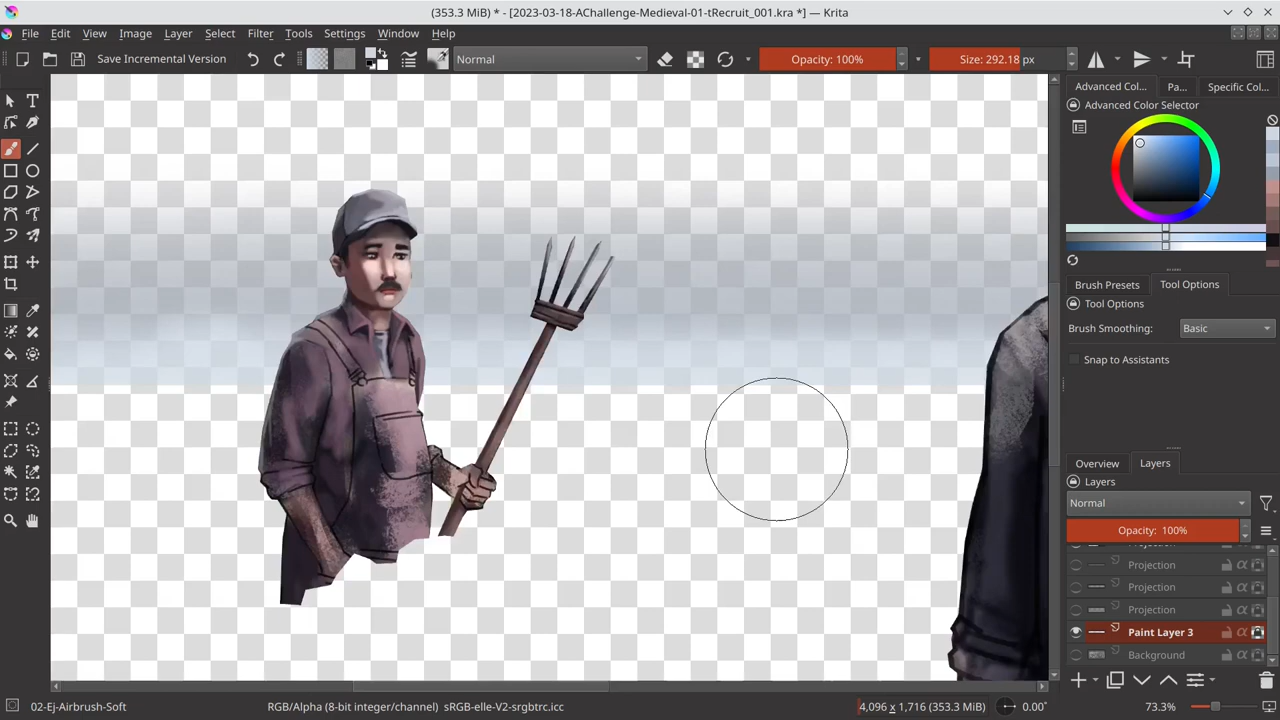 (353.3 MiB) * - [2023-03-18-AChallenge-Medieval-01-tRecruit_001.kra *] — Krita
File Edit View Image Layer Select Filter Tools Settings Window Help
Save Incremental Version Normal Opacity: 100% Size: 292.18 px
Advanced Col... Pa... Specific Col...
Advanced Color Selector
Brush Presets Tool Options
Tool Options
Brush Smoothing: Basic
Snap to Assistants
Overview Layers
Layers
Normal
Opacity: 100%
Projection
Projection
Projection
Paint Layer 3
Background
02-Ej-Airbrush-Soft RGB/Alpha (8-bit integer/channel) sRGB-elle-V2-srgbtrc.icc 4,096 x 1,716 (353.3 MiB) 0.00° 73.3%